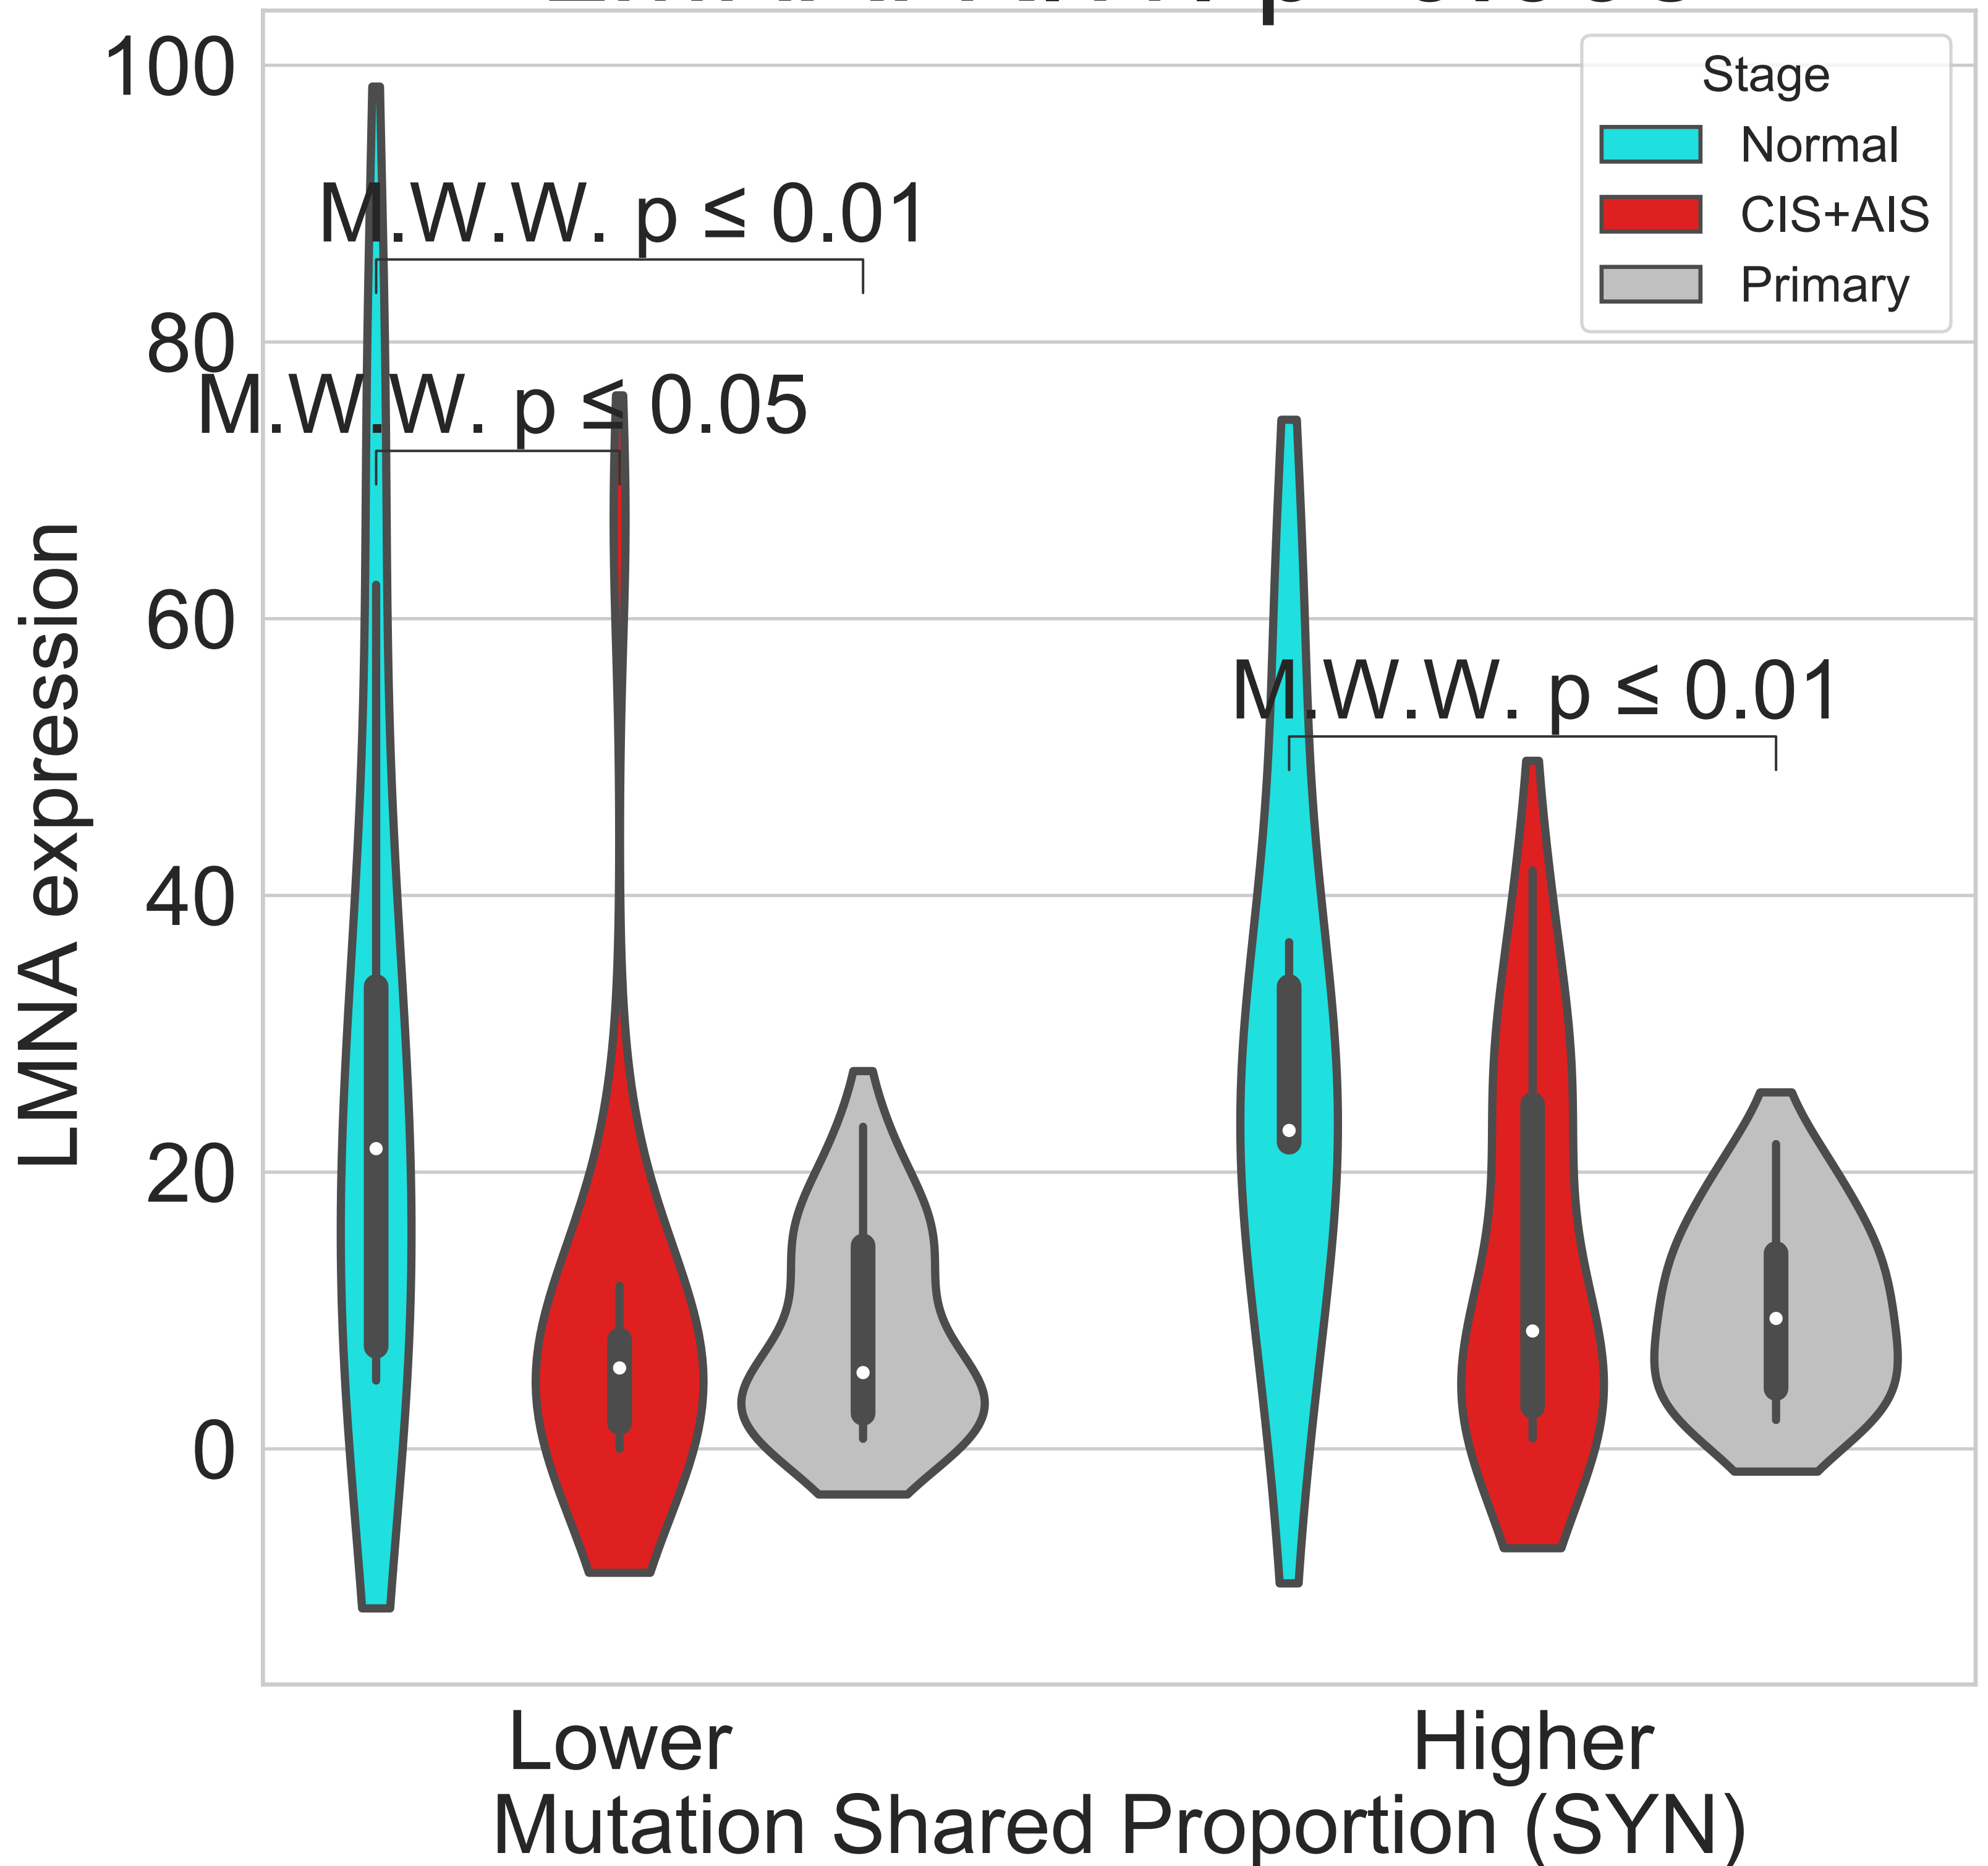 100
80
60
40
20
0
LMNA expression
M.W.W. p ≤ 0.01
M.W.W. p ≤ 0.05
M.W.W. p ≤ 0.01
Stage
Normal
CIS+AIS
Primary
Lower
Higher
Mutation Shared Proportion (SYN)